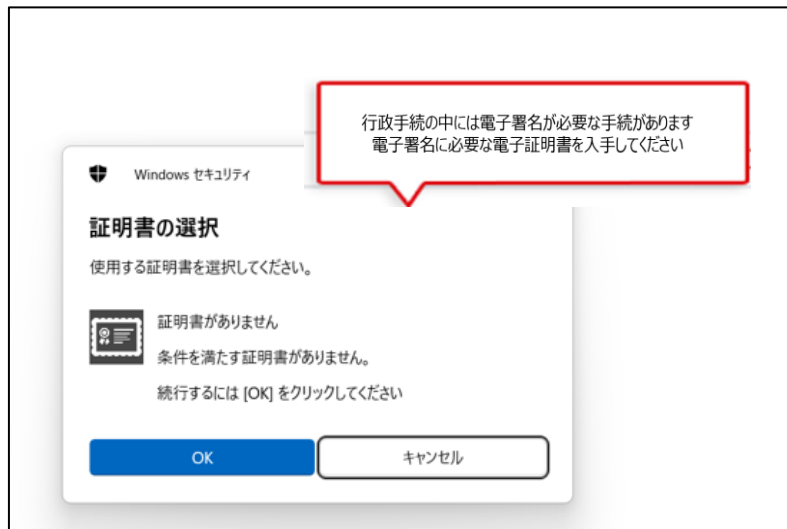 行政手続の中には電子署名が必要な手続があります
電子署名に必要な電子証明書を入手してください
Windows セキュリティ
証明書の選択
使用する証明書を選択してください。
証明書がありません
条件を満たす証明書がありません。
続行するには [OK] をクリックしてください
OK
キャンセル